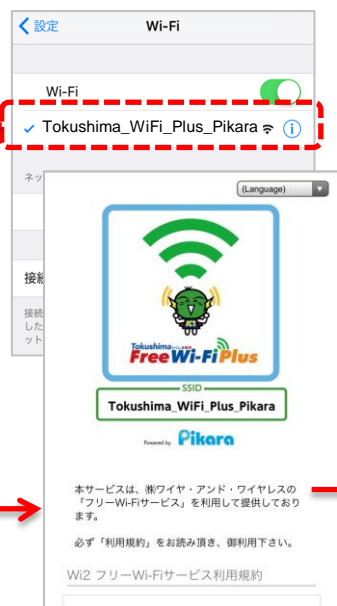 設定
Wi-Fi
Wi-Fi
Tokushima_WiFi_Plus_Pikara
ネッ
(Language)
Tokushima
FreeWi-FiPlus
SSID
Tokushima_WiFi_Plus_Pikara
Powered by Pikara
接続
接続
した
ット
本サービスは、㈱ワイヤ・アンド・ワイヤレスの
「フリーWi-Fiサービス」を利用して提供しており
ます。
必ず「利用規約」をお読み頂き、御利用下さい。
Wi2 フリーWi-Fiサービス利用規約